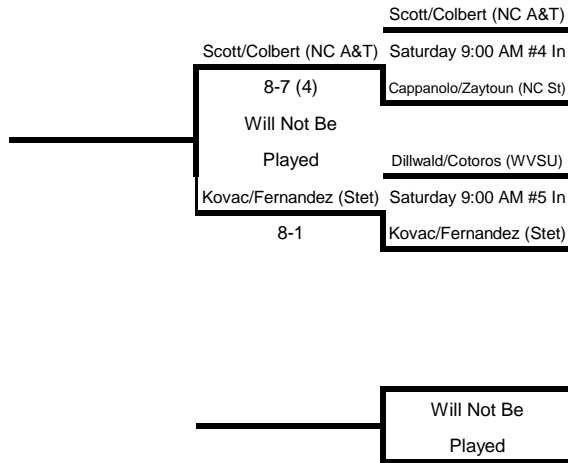 Scott/Colbert (NC A&T)
Scott/Colbert (NC A&T) Saturday 9:00 AM #4 In
8-7 (4) Cappanolo/Zaytoun (NC St)
Will Not Be
Played Dillwald/Cotoros (WVSU)
Kovac/Fernandez (Stet) Saturday 9:00 AM #5 In
8-1 Kovac/Fernandez (Stet)
Will Not Be
Played